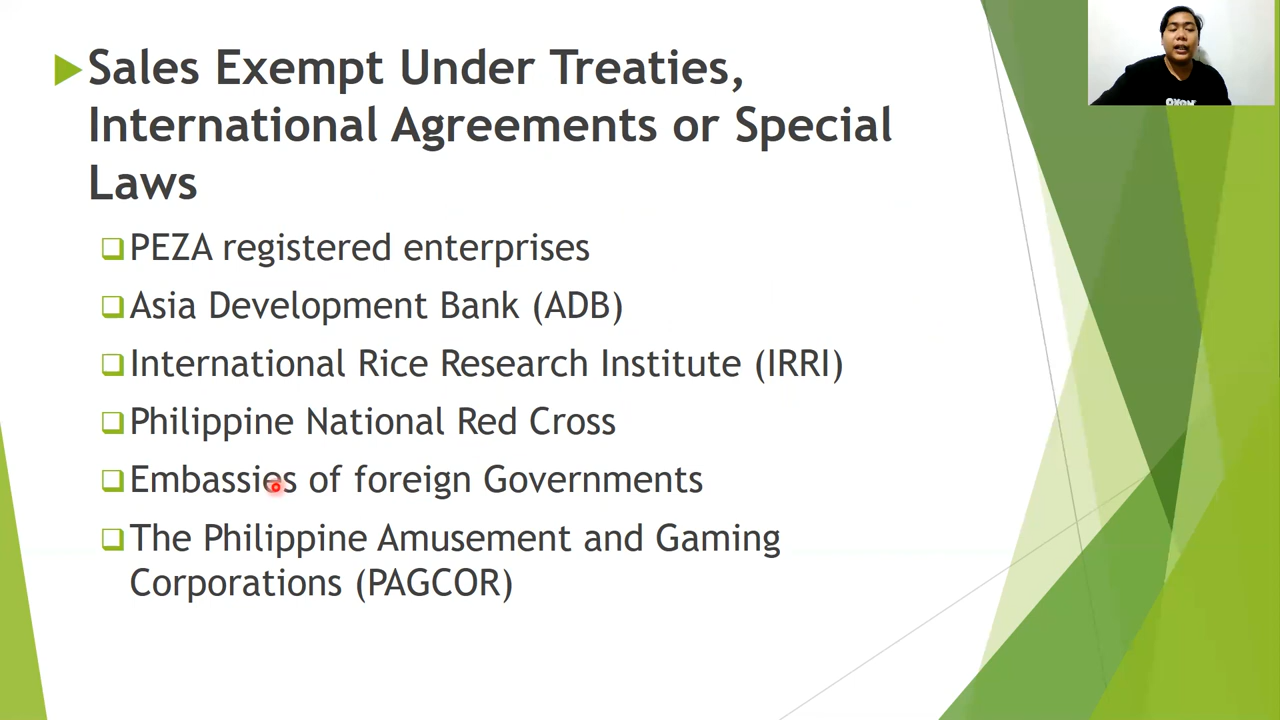 Sales Exempt Under Treaties,
International Agreements or Special
Laws
PEZA registered enterprises
Asia Development Bank (ADB)
International Rice Research Institute (IRRI)
Philippine National Red Cross
Embassies of foreign Governments
The Philippine Amusement and Gaming
Corporations (PAGCOR)